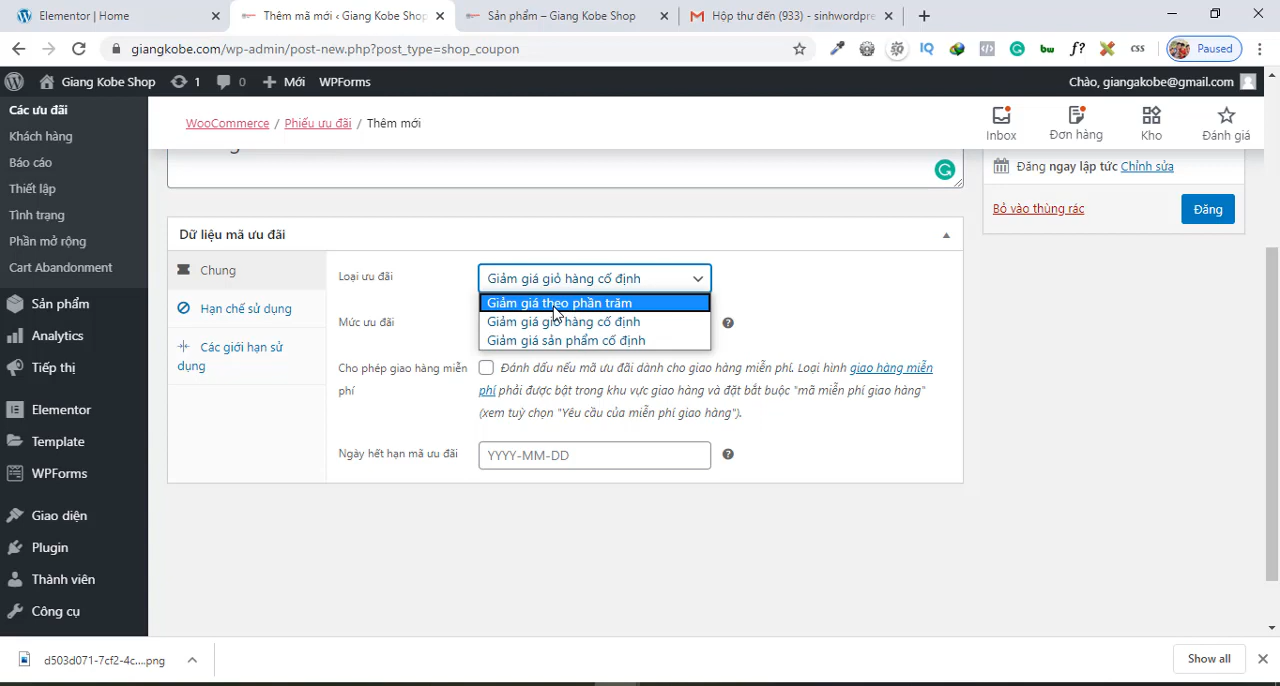 Elementor | Home
Thêm mã mới ‹ Giang Kobe Shop
Sản phẩm – Giang Kobe Shop
Hộp thư đến (933) - sinhwordpre
giangkobe.com/wp-admin/post-new.php?post_type=shop_coupon
IQ
bw
f?
css
Paused
Giang Kobe Shop
1
0
Mới
WPForms
Chào, giangakobe@gmail.com
Các ưu đãi
Khách hàng
Báo cáo
Thiết lập
Tình trạng
Phần mở rộng
Cart Abandonment
Sản phẩm
Analytics
Tiếp thị
Elementor
Template
WPForms
Giao diện
Plugin
Thành viên
Công cụ
WooCommerce / Phiếu ưu đãi / Thêm mới
Inbox
Đơn hàng
Kho
Đánh giá
Đăng ngay lập tức Chỉnh sửa
Bỏ vào thùng rác
Đăng
Dữ liệu mã ưu đãi
Chung
Hạn chế sử dụng
Các giới hạn sử
dụng
Loại ưu đãi
Giảm giá giỏ hàng cố định
Giảm giá theo phần trăm
Giảm giá giỏ hàng cố định
Giảm giá sản phẩm cố định
Mức ưu đãi
Cho phép giao hàng miễn
phí
Đánh dấu nếu mã ưu đãi dành cho giao hàng miễn phí. Loại hình giao hàng miễn
phí phải được bật trong khu vực giao hàng và đặt bắt buộc "mã miễn phí giao hàng"
(xem tuỳ chọn "Yêu cầu của miễn phí giao hàng").
Ngày hết hạn mã ưu đãi
YYYY-MM-DD
d503d071-7cf2-4c....png
Show all